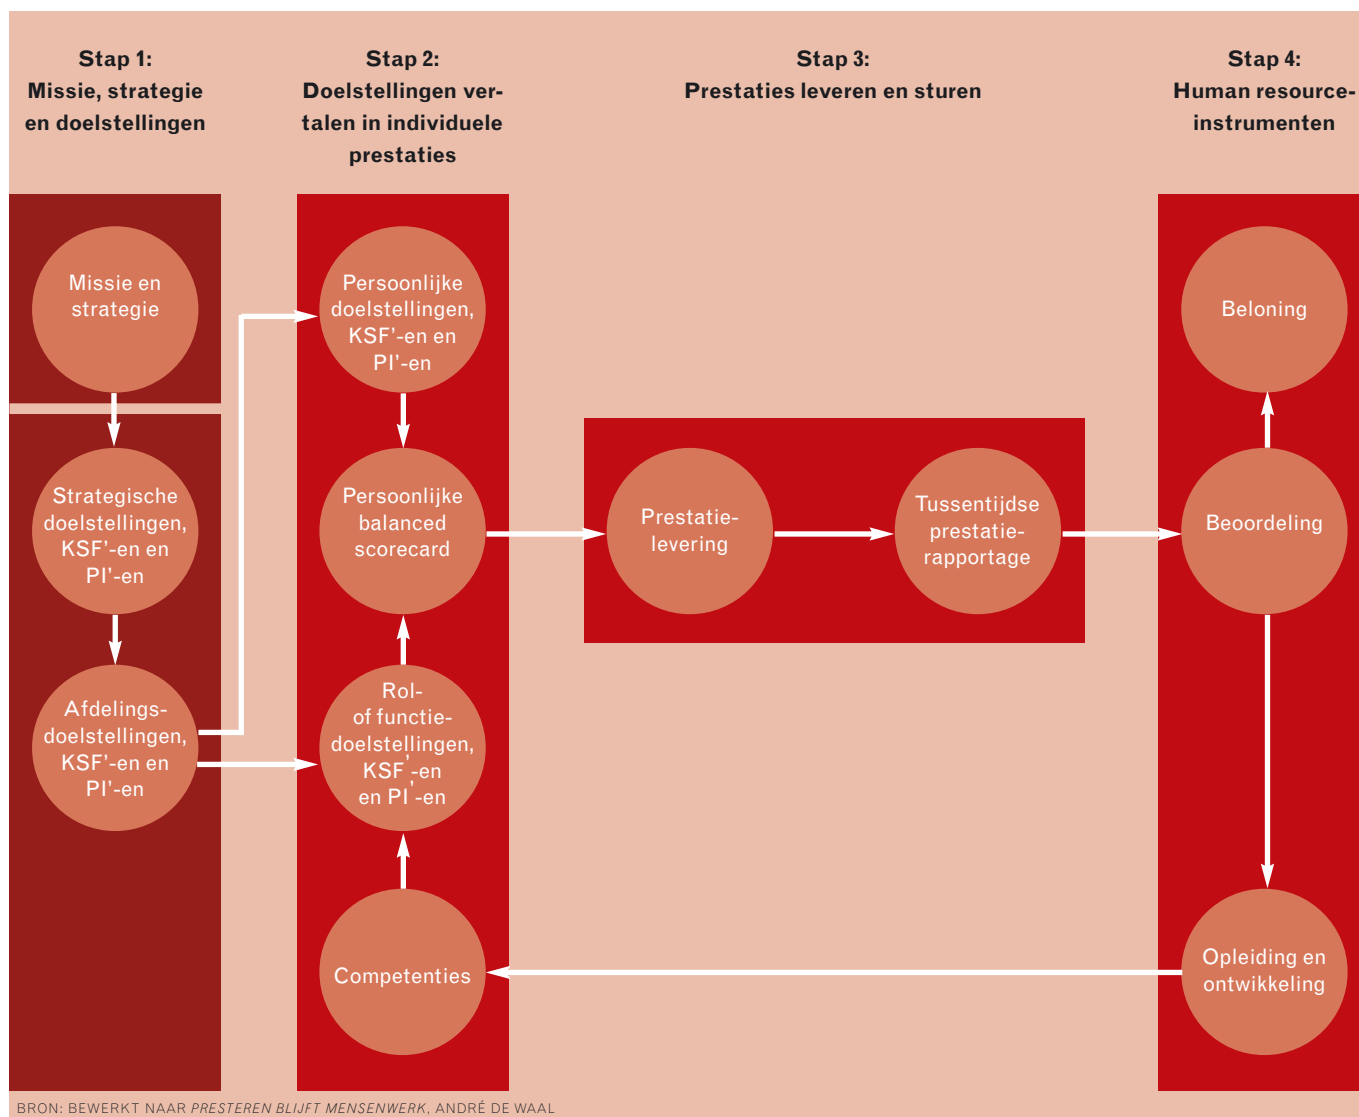 Stap 1:
Missie, strategie
en doelstellingen
Stap 2:
Doelstellingen ver-
talen in individuele
prestaties
Stap 3:
Prestaties leveren en sturen
Stap 4:
Human resource-
instrumenten
Missie en
strategie
Strategische
doelstellingen,
KSF'-en en
PI'-en
Afdelings-
doelstellingen,
KSF'-en en
PI'-en
Persoonlijke
doelstellingen,
KSF'-en en
PI'-en
Persoonlijke
balanced
scorecard
Rol-
of functie-
doelstellingen,
KSF'-en
en PI'-en
Competenties
Prestatie-
levering
Tussentijdse
prestatie-
rapportage
Beloning
Beoordeling
Opleiding en
ontwikkeling
BRON: BEWERKT NAAR PRESTEREN BLIJFT MENSENWERK, ANDRÉ DE WAAL